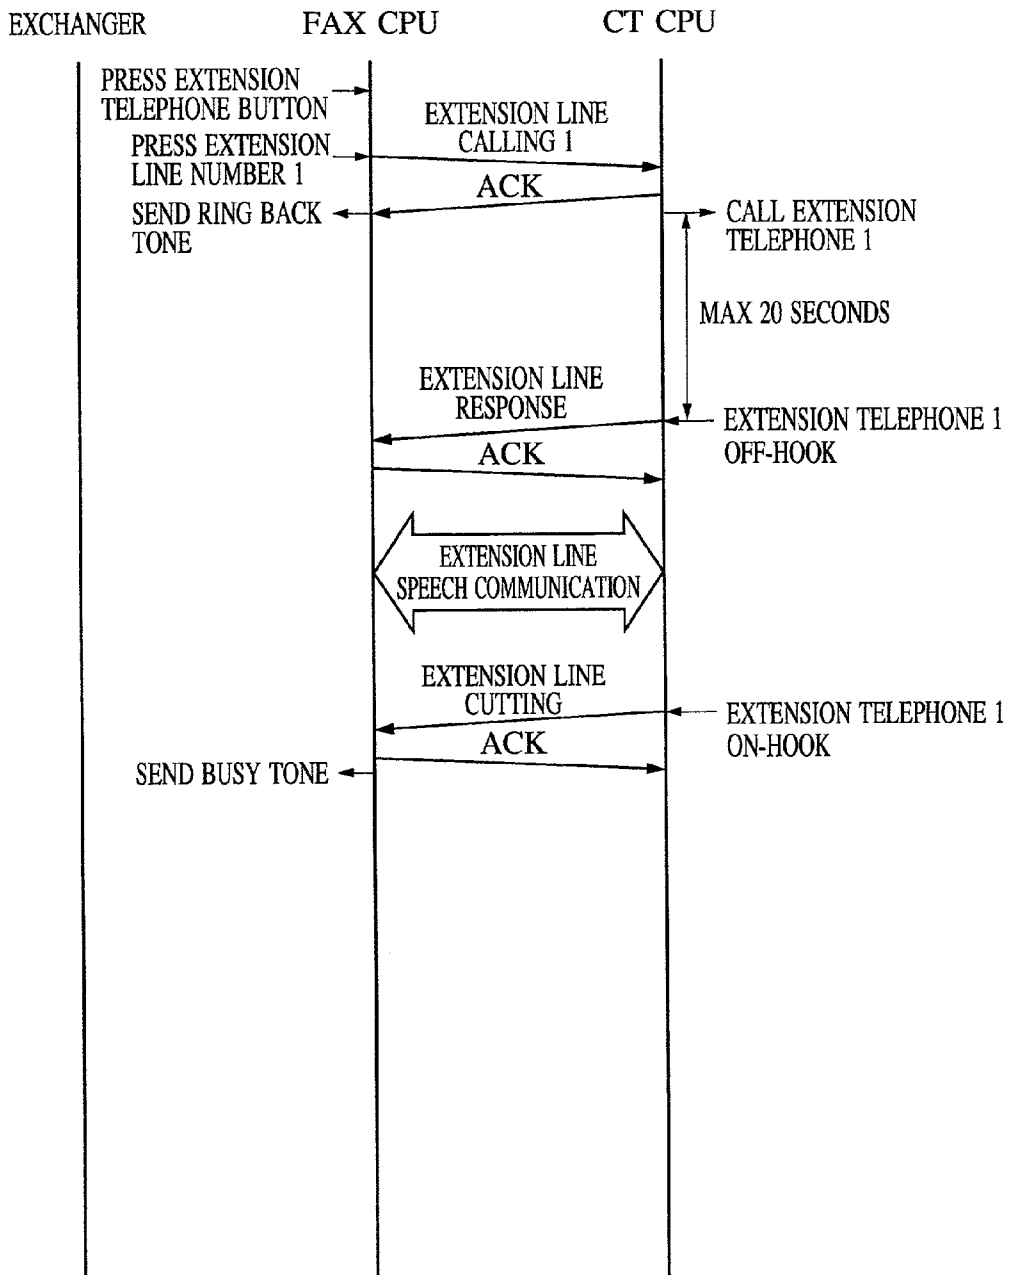 EXCHANGER
FAX CPU
CT CPU
PRESS EXTENSION
TELEPHONE BUTTON
EXTENSION LINE
CALLING 1
PRESS EXTENSION
LINE NUMBER 1
ACK
SEND RING BACK
TONE
CALL EXTENSION
TELEPHONE 1
MAX 20 SECONDS
EXTENSION LINE
RESPONSE
EXTENSION TELEPHONE 1
OFF-HOOK
ACK
EXTENSION LINE
SPEECH COMMUNICATION
EXTENSION LINE
CUTTING
EXTENSION TELEPHONE 1
ON-HOOK
ACK
SEND BUSY TONE